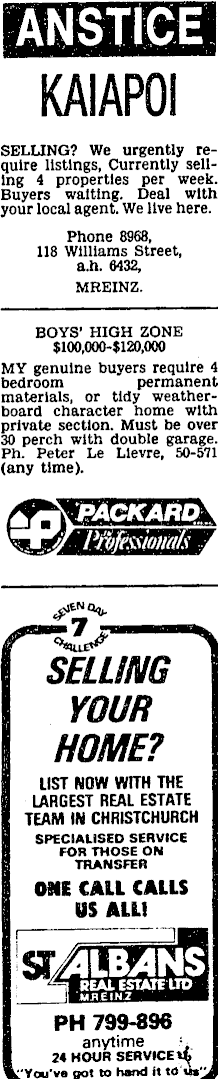 ANSTICE
KAIAPOI
SELLING? We urgently re-
quire listings, Currently sell-
ing 4 properties per week.
Buyers waiting. Deal with
your local agent. We live here.
Phone 8968,
118 Williams Street,
a.h. 6432,
MREINZ.
BOYS' HIGH ZONE
$100,000-$120,000
MY genuine buyers require 4
bedroom permanent
materials, or tidy weather-
board character home with
private section. Must be over
30 perch with double garage.
Ph. Peter Le Lievre, 50-571
(any time).
PACKARD
Professionals
SEVEN DAY
7
CHALLENGE
SELLING
YOUR
HOME?
LIST NOW WITH THE
LARGEST REAL ESTATE
TEAM IN CHRISTCHURCH
SPECIALISED SERVICE
FOR THOSE ON
TRANSFER
ONE CALL CALLS
US ALL!
ST ALBANS
REAL ESTATE LTD
MREINZ
PH 799-896
anytime
24 HOUR SERVICE
"You've got to hand it to us"